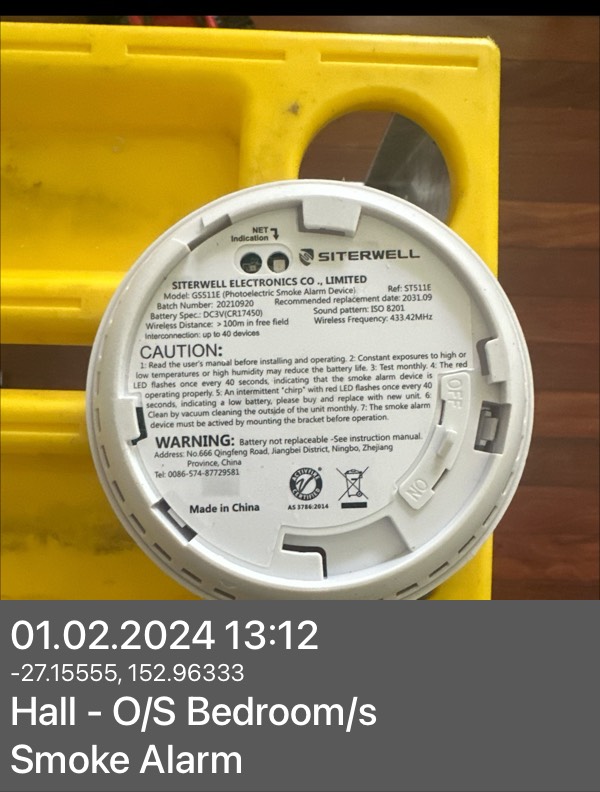 NET
Indication
SITERWELL
SITERWELL ELECTRONICS CO ., LIMITED
Model: GS511E (Photoelectric Smoke Alarm Device) Ref: ST511E
Batch Number: 20210920 Recommended replacement date: 2031.09
Battery Spec.: DC3V(CR17450) Sound pattern: ISO 8201
Wireless Distance: >100m in free field Wireless Frequency: 433.42MHz
Interconnection: up to 40 devices
CAUTION:
1: Read the user's manual before installing and operating. 2: Constant exposures to high or
low temperatures or high humidity may reduce the battery life. 3: Test monthly. 4: The red
LED flashes once every 40 seconds, indicating that the smoke alarm device is
operating properly. 5: An intermittent "chirp" with red LED flashes once every 40
seconds, indicating a low battery, please buy and replace with new unit. 6:
Clean by vacuum cleaning the outside of the unit monthly. 7: The smoke alarm
device must be actived by mounting the bracket before operation.
OFF
ON
WARNING: Battery not replaceable -See instruction manual.
Address: No.666 Qingfeng Road, Jiangbei District, Ningbo, Zhejiang
Province, China
Tel: 0086-574-87729581
Made in China
ACTIVFIRE
CERTIFIED
AS 3786:2014
01.02.2024 13:12
-27.15555, 152.96333
Hall - O/S Bedroom/s
Smoke Alarm